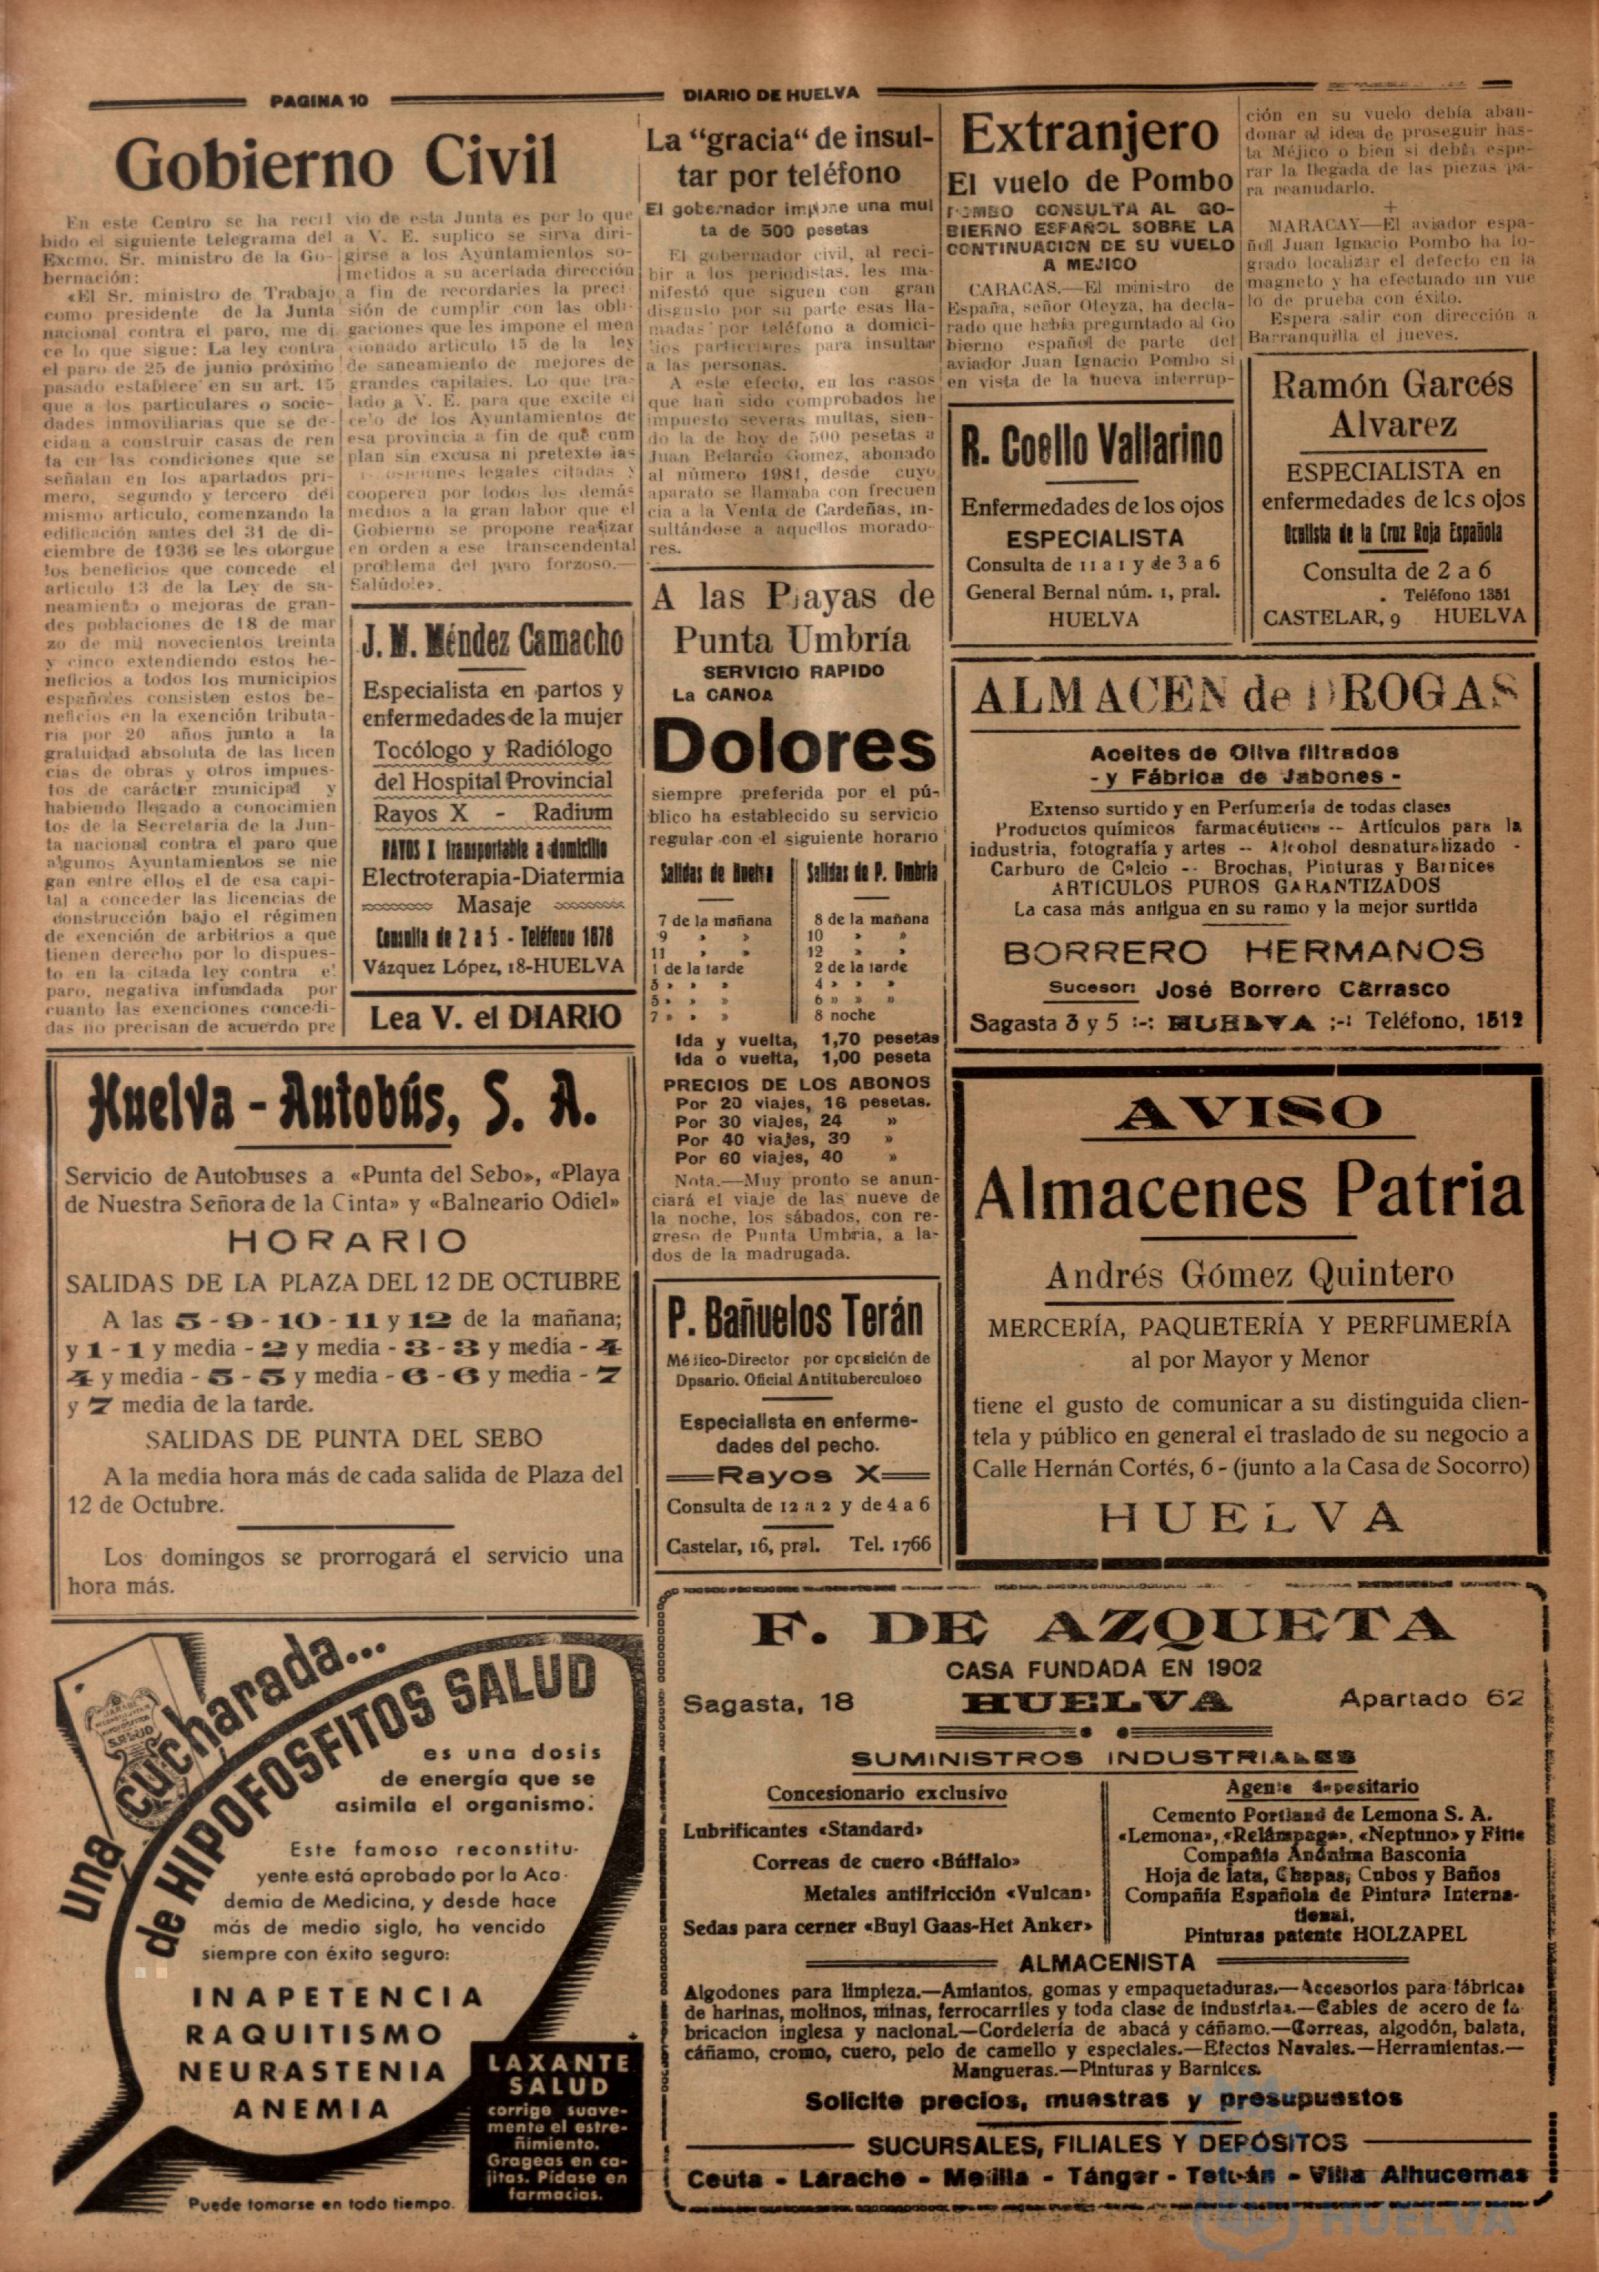 PAGINA 10
DIARIO DE HUELVA
Gobierno Civil
En este Centro se ha reci
bido el siguiente telegrama del
Excmo. Sr. ministro de la Go-
bernación:
«El Sr. ministro de Trabajo
como presidente de la Junta
nacional contra el paro, me di
ce lo que sigue: La ley contra
el paro de 25 de junio próximo
pasado establece en su art. 15
que a los particulares o socie-
dades inmoviliarias que se de-
cidan a construir casas de ren
ta en las condiciones que se
señalan en los apartados pri-
mero, segundo y tercero del
mismo artículo, comenzando la
edificación antes del 31 de di-
ciembre de 1936 se les otorgue
los beneficios que concede el
artículo 13 de la Ley de sa-
neamiento o mejoras de gran-
des poblaciones de 18 de mar
zo de mil novecientos treinta
y cinco extendiendo estos be-
neficios a todos los municipios
españoles consisten estos be-
neficios en la exención tributa-
ria por 20 años junto a la
gratuidad absoluta de las licen
cias de obras y otros impues-
tos de carácter municipal y
habiendo llegado a conocimien
tos de la Secretaria de la Jun-
ta nacional contra el paro que
algunos Ayuntamientos se nie
gan entre ellos el de esa capi-
tal a conceder las licencias de
construcción bajo el régimen
de exención de arbitrios a que
tienen derecho por lo dispues-
to en la citada ley contra el
paro, negativa infundada por
cuanto las exenciones concedi-
das no precisan de acuerdo pre
vio de esta Junta es por lo que
a V. E. suplico se sirva diri-
girse a los Ayuntamientos so-
metidos a su acertada dirección
a fin de recordarles la preci
sión de cumplir con las obli-
gaciones que les impone el men
cionado artículo 15 de la ley
de saneamiento de mejores de
grandes capitales. Lo que tra-
lado a V. E. para que excite el
celo de los Ayuntamientos de
esa provincia a fin de que cum
plan sin excusa ni pretexto las
legales citadas y
cooperen por todos los demás
medios a la gran labor que el
Gobierno se propone realizar
en orden a ese transcendental
problema del paro forzoso.—
Salúdole».
J. M. Méndez Camacho
Especialista en partos y
enfermedades de la mujer
Tocólogo y Radiólogo
del Hospital Provincial
Rayos X - Radium
RAYOS X transportable a domicilio
Electroterapia-Diatermia
Masaje
Consulta de 2 a 5 - Teléfono 1878
Vázquez López, 18-HUELVA
Lea V. el DIARIO
Huelva - Autobús, S. A.
Servicio de Autobuses a «Punta del Sebo», «Playa
de Nuestra Señora de la Cinta» y «Balneario Odiel»
HORARIO
SALIDAS DE LA PLAZA DEL 12 DE OCTUBRE
A las 5 - 9 - 10 - 11 y 12 de la mañana;
y 1 - 1 y media - 2 y media - 3 - 3 y media - 4
4 y media - 5 - 5 y media - 6 - 6 y media - 7
y 7 media de la tarde.
SALIDAS DE PUNTA DEL SEBO
A la media hora más de cada salida de Plaza del
12 de Octubre.
Los domingos se prorrogará el servicio una
hora más.
una cucharada...
de HIPOFOSFITOS SALUD
es una dosis
de energía que se
asimila el organismo.
Este famoso reconstitu-
yente está aprobado por la Aca-
demia de Medicina, y desde hace
más de medio siglo, ha vencido
siempre con éxito seguro:
INAPETENCIA
RAQUITISMO
NEURASTENIA
ANEMIA
Puede tomarse en todo tiempo.
LAXANTE
SALUD
corrige suave-
mente el estre-
ñimiento.
Grageas en ca-
jitas. Pídase en
farmacias.
La "gracia" de insul-
tar por teléfono
El gobernador impone una mul
ta de 500 pesetas
El gobernador civil, al reci-
bir a los periodistas, les ma-
nifestó que siguen con gran
disgusto por su parte esas lla-
madas por teléfono a domici-
lios particulares para insultar
a las personas.
A este efecto, en los casos
que han sido comprobados he
impuesto severas multas, sien-
do la de hoy de 500 pesetas a
Juan Belardo Gomez, abonado
al número 1981, desde cuyo
aparato se llamaba con frecuen
cia a la Venta de Cardeñas, in-
sultándose a aquellos morado-
res.
A las Playas de
Punta Umbría
SERVICIO RAPIDO
La CANOA
Dolores
siempre preferida por el pú-
blico ha establecido su servicio
regular con el siguiente horario
Salidas de Huelva || Salidas de P. Umbría
7 de la mañana 8 de la mañana
9 » » 10 » »
11 » » 12 » »
1 de la tarde 2 de la tarde
3 » » » 4 » » »
5 » » » 6 » » »
7 » » » 8 noche
Ida y vuelta, 1,70 pesetas
Ida o vuelta, 1,00 peseta
PRECIOS DE LOS ABONOS
Por 20 viajes, 16 pesetas.
Por 30 viajes, 24 »
Por 40 viajes, 30 »
Por 60 viajes, 40 »
Nota.—Muy pronto se anun-
ciará el viaje de las nueve de
la noche, los sábados, con re-
greso de Punta Umbria, a la-
dos de la madrugada.
P. Bañuelos Terán
Médico-Director por oposición de
Dpsario. Oficial Antituberculoso
Especialista en enferme-
dades del pecho.
Rayos X
Consulta de 12 a 2 y de 4 a 6
Castelar, 16, pral. Tel. 1766
Extranjero
El vuelo de Pombo
POMBO CONSULTA AL GO-
BIERNO ESPAÑOL SOBRE LA
CONTINUACION DE SU VUELO
A MEJICO
CARACAS.—El ministro de
España, señor Oteyza, ha decla-
rado que había preguntado al Go
bierno español de parte del
aviador Juan Ignacio Pombo si
en vista de la nueva interrup-
ción en su vuelo debía aban-
donar al idea de proseguir has-
ta Méjico o bien si debía espe-
rar la llegada de las piezas pa-
ra reanudarlo.
+
MARACAY—El aviador espa-
ñol Juan Ignacio Pombo ha lo-
grado localizar el defecto en la
magneto y ha efectuado un vue
lo de prueba con éxito.
Espera salir con dirección a
Barranquilla el jueves.
R. Coello Vallarino
Enfermedades de los ojos
ESPECIALISTA
Consulta de 11 a 1 y de 3 a 6
General Bernal núm. 1, pral.
HUELVA
Ramón Garcés
Alvarez
ESPECIALISTA en
enfermedades de los ojos
Oculista de la Cruz Roja Española
Consulta de 2 a 6
Teléfono 1351
CASTELAR, 9 HUELVA
ALMACEN de DROGAS
Aceites de Oliva filtrados
- y Fábrica de Jabones -
Extenso surtido y en Perfumería de todas clases
Productos químicos farmacéuticos -- Artículos para la
industria, fotografía y artes -- Alcohol desnaturalizado -
Carburo de Calcio -- Brochas, Pinturas y Barnices
ARTÍCULOS PUROS GARANTIZADOS
La casa más antigua en su ramo y la mejor surtida
BORRERO HERMANOS
Sucesor: José Borrero Carrasco
Sagasta 3 y 5 :-: HUELVA :-: Teléfono, 1512
AVISO
Almacenes Patria
Andrés Gómez Quintero
MERCERÍA, PAQUETERÍA Y PERFUMERÍA
al por Mayor y Menor
tiene el gusto de comunicar a su distinguida clien-
tela y público en general el traslado de su negocio a
Calle Hernán Cortés, 6 - (junto a la Casa de Socorro)
HUELVA
F. DE AZQUETA
CASA FUNDADA EN 1902
Sagasta, 18 HUELVA Apartado 62
SUMINISTROS INDUSTRIALES
Concesionario exclusivo
Lubrificantes «Standard»
Correas de cuero «Búffalo»
Metales antifricción «Vulcan»
Sedas para cerner «Buyl Gaas-Het Anker»
Agente depositario
Cemento Portland de Lemona S. A.
«Lemona», «Relámpago», «Neptuno» y Fitte
Compañía Anónima Basconia
Hoja de lata, Chapas, Cubos y Baños
Compañía Española de Pintura Interna-
tional,
Pinturas patente HOLZAPEL
ALMACENISTA
Algodones para limpieza.—Amiantos, gomas y empaquetaduras.—Accesorios para fábricas
de harinas, molinos, minas, ferrocarriles y toda clase de industrias.—Cables de acero de fa-
bricacion inglesa y nacional.—Cordelería de abacá y cáñamo.—Correas, algodón, balata,
cáñamo, cromo, cuero, pelo de camello y especiales.—Efectos Navales.—Herramientas.—
Mangueras.—Pinturas y Barnices.
Solicite precios, muestras y presupuestos
SUCURSALES, FILIALES Y DEPÓSITOS
Ceuta - Larache - Melilla - Tánger - Tetuán - Villa Alhucemas
HUELVA